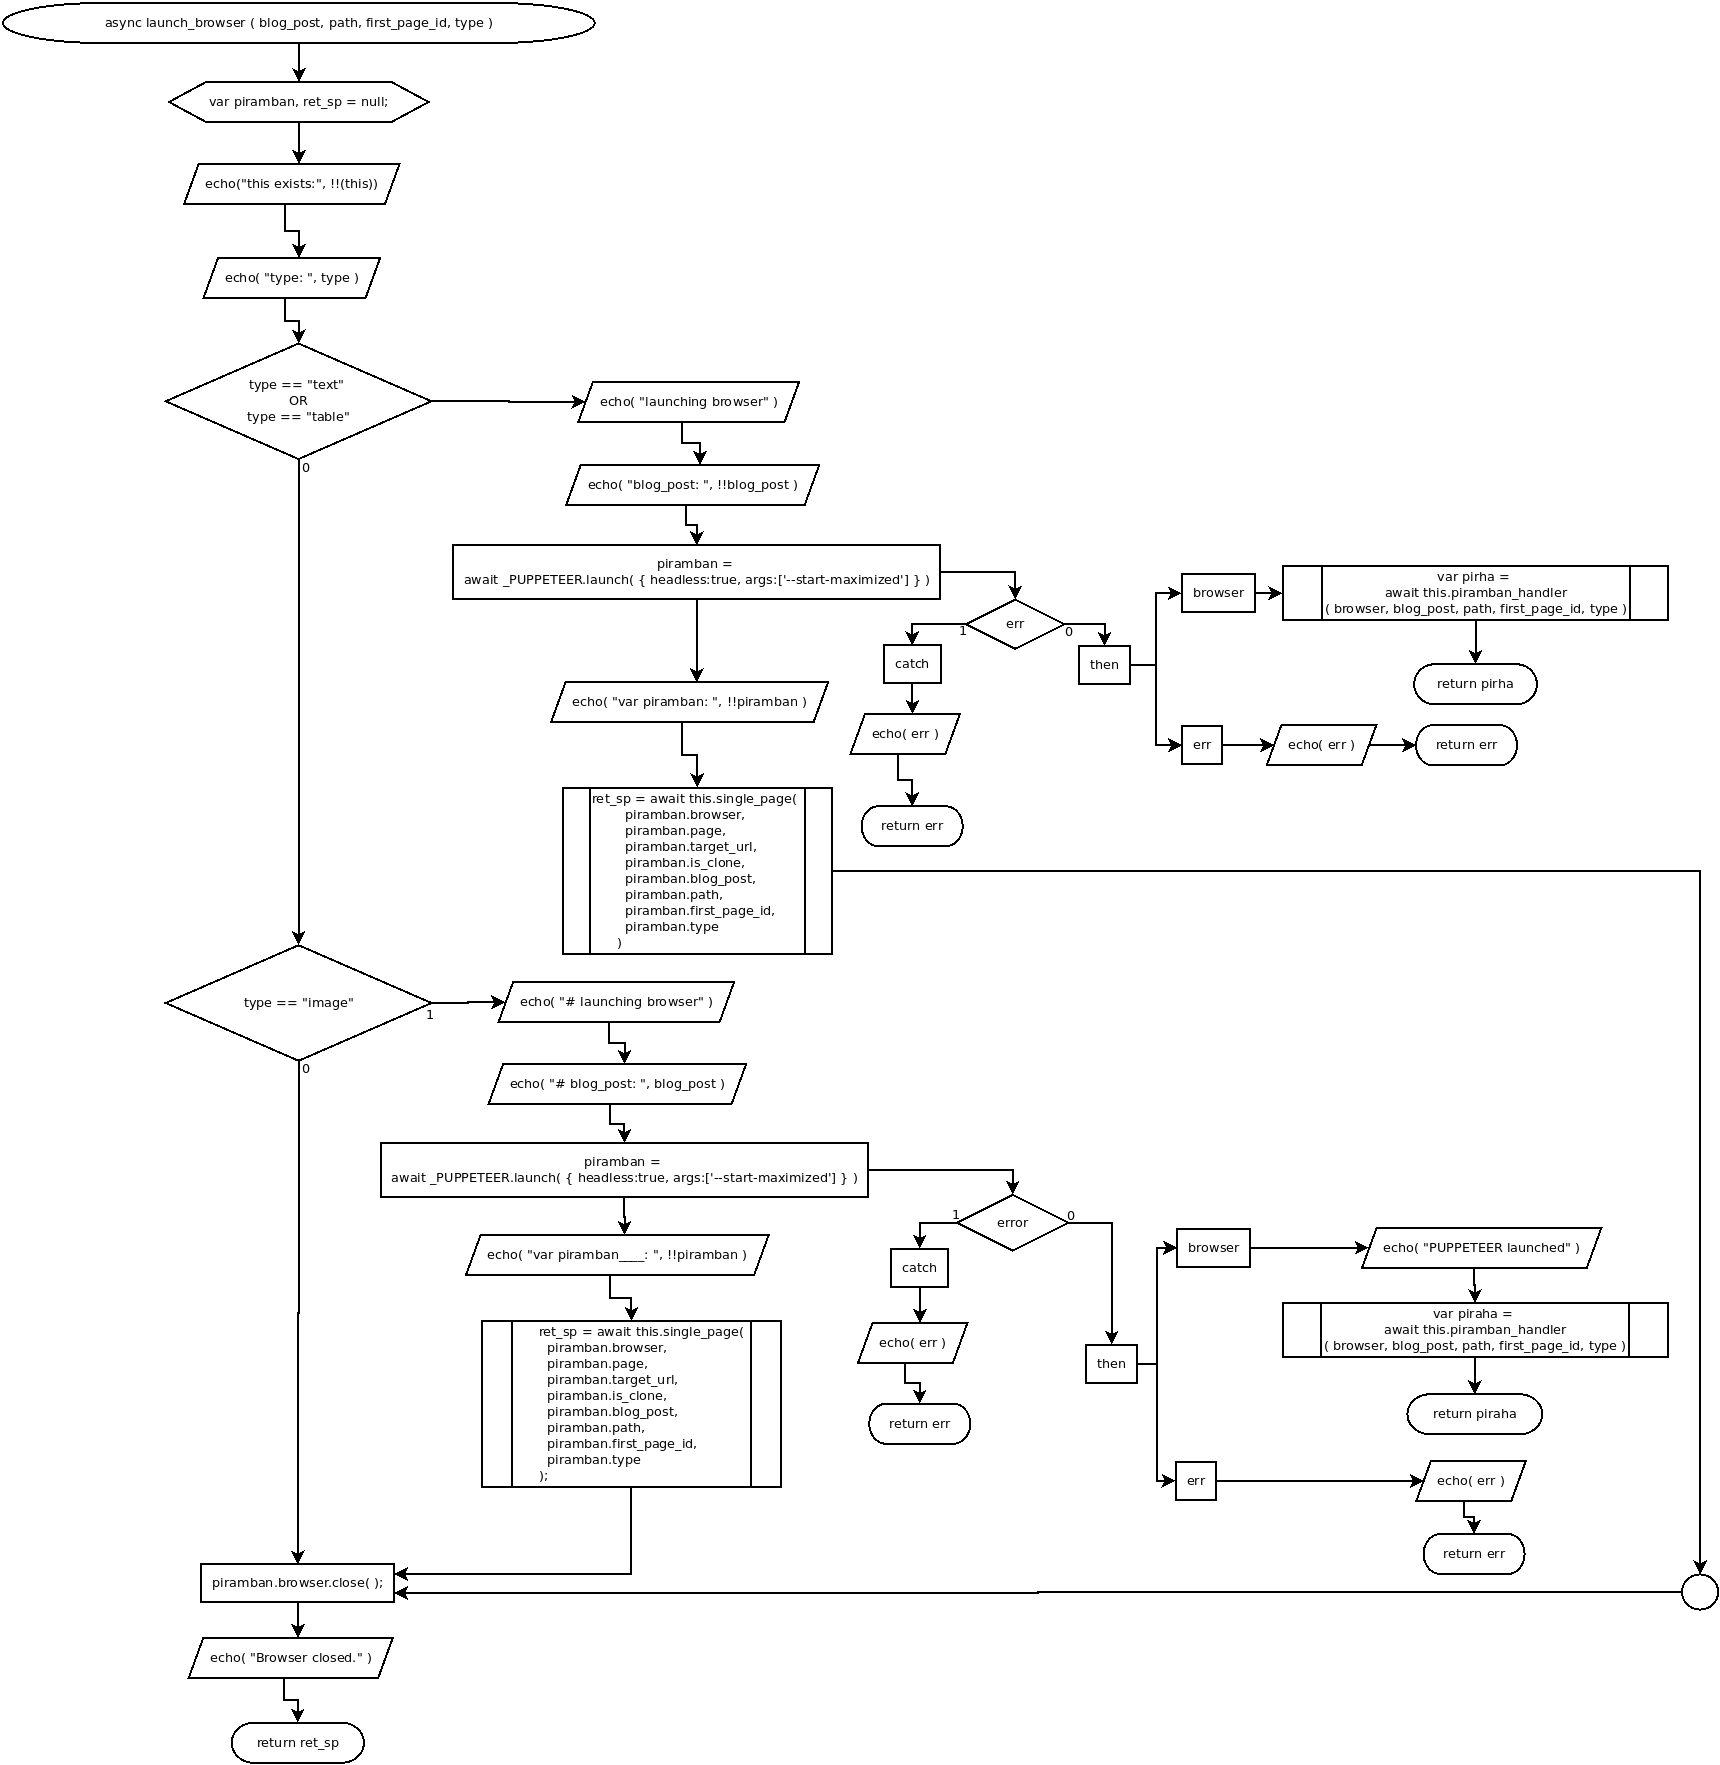 async launch_browser ( blog_post, path, first_page_id, type )
var piramban, ret_sp = null;
echo("this exists:", !!(this))
echo( "type: ", type )
type == "text"
OR
type == "table"
0
echo( "launching browser" )
echo( "blog_post: ", !!blog_post )
piramban =
await _PUPPETEER.launch( { headless:true, args:['--start-maximized'] } )
err
1
0
catch
echo( err )
return err
then
browser
var pirha =
await this.piramban_handler
( browser, blog_post, path, first_page_id, type )
return pirha
err
echo( err )
return err
echo( "var piramban: ", !!piramban )
ret_sp = await this.single_page(
piramban.browser,
piramban.page,
piramban.target_url,
piramban.is_clone,
piramban.blog_post,
piramban.path,
piramban.first_page_id,
piramban.type
)
type == "image"
1
0
echo( "# launching browser" )
echo( "# blog_post: ", blog_post )
piramban =
await _PUPPETEER.launch( { headless:true, args:['--start-maximized'] } )
error
1
0
catch
echo( err )
return err
then
browser
echo( "PUPPETEER launched" )
var piraha =
await this.piramban_handler
( browser, blog_post, path, first_page_id, type )
return piraha
err
echo( err )
return err
echo( "var piramban____: ", !!piramban )
ret_sp = await this.single_page(
piramban.browser,
piramban.page,
piramban.target_url,
piramban.is_clone,
piramban.blog_post,
piramban.path,
piramban.first_page_id,
piramban.type
);
piramban.browser.close( );
echo( "Browser closed." )
return ret_sp